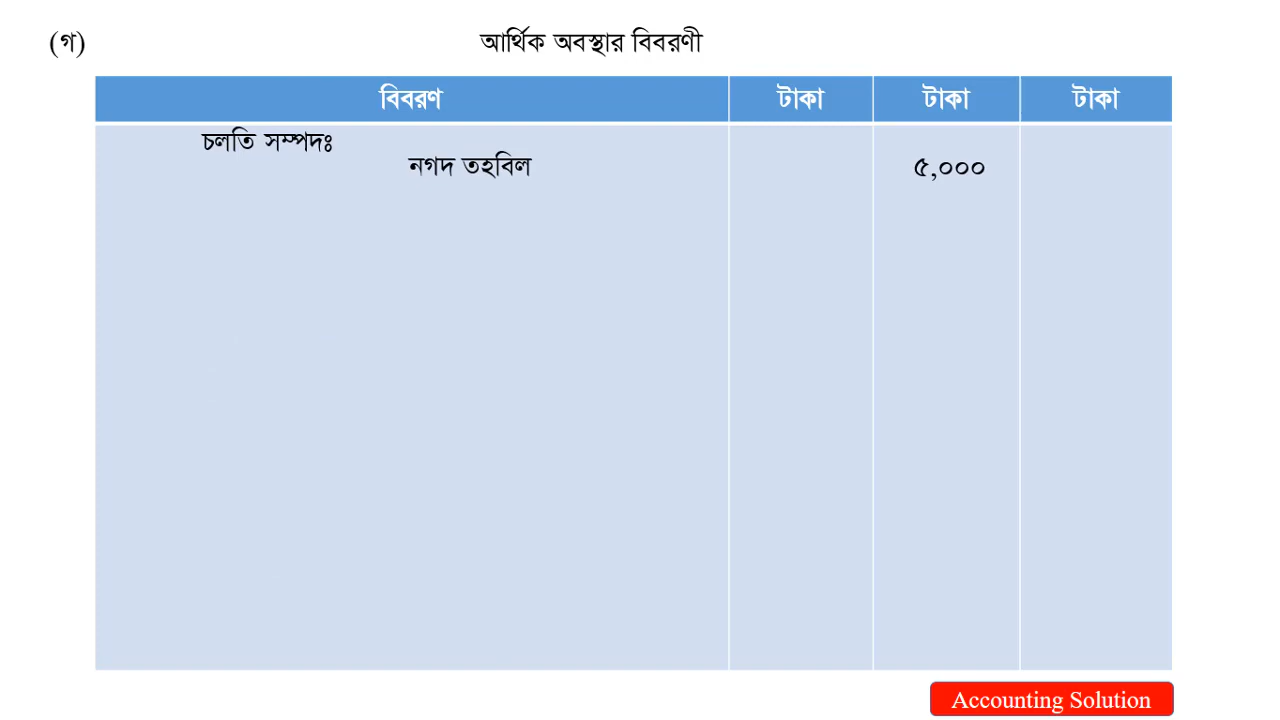 (গ) আর্থিক অবস্থার বিবরণী
বিবরণ টাকা টাকা টাকা
চলতি সম্পদঃ
নগদ তহবিল ৫,০০০
Accounting Solution